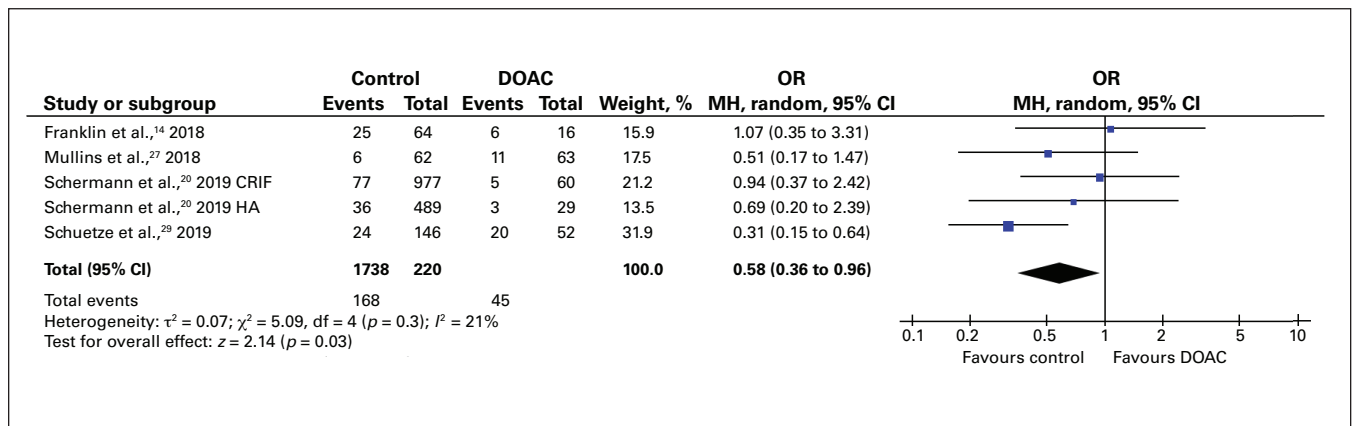 Control DOAC OR OR
Study or subgroup Events Total Events Total Weight, % MH, random, 95% CI MH, random, 95% CI
Franklin et al.,¹⁴ 2018 25 64 6 16 15.9 1.07 (0.35 to 3.31)
Mullins et al.,²⁷ 2018 6 62 11 63 17.5 0.51 (0.17 to 1.47)
Schermann et al.,²⁰ 2019 CRIF 77 977 5 60 21.2 0.94 (0.37 to 2.42)
Schermann et al.,²⁰ 2019 HA 36 489 3 29 13.5 0.69 (0.20 to 2.39)
Schuetze et al.,²⁹ 2019 24 146 20 52 31.9 0.31 (0.15 to 0.64)
Total (95% CI) 1738 220 100.0 0.58 (0.36 to 0.96)
Total events 168 45
Heterogeneity: τ² = 0.07; χ² = 5.09, df = 4 (p = 0.3); I² = 21%
Test for overall effect: z = 2.14 (p = 0.03)
0.1 0.2 0.5 1 2 5 10
Favours control Favours DOAC